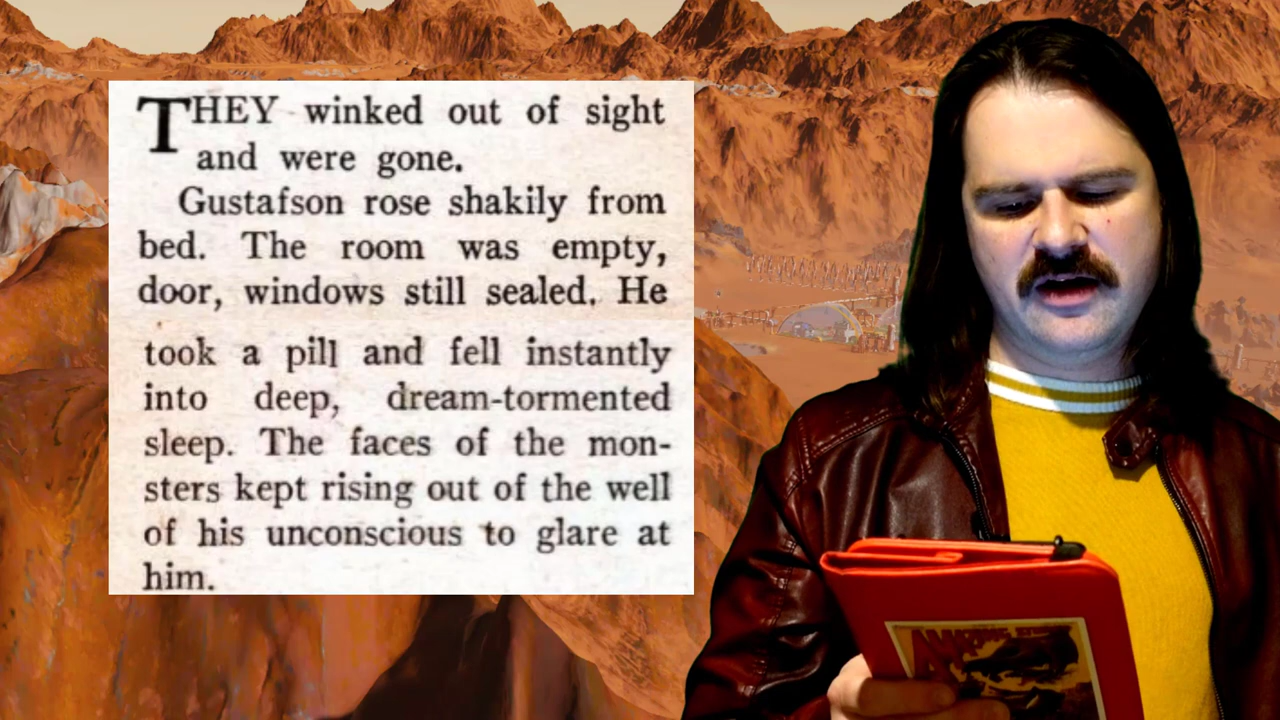 THEY winked out of sight
and were gone.
Gustafson rose shakily from
bed. The room was empty,
door, windows still sealed. He
took a pill and fell instantly
into deep, dream-tormented
sleep. The faces of the mon-
sters kept rising out of the well
of his unconscious to glare at
him.
AMAZING